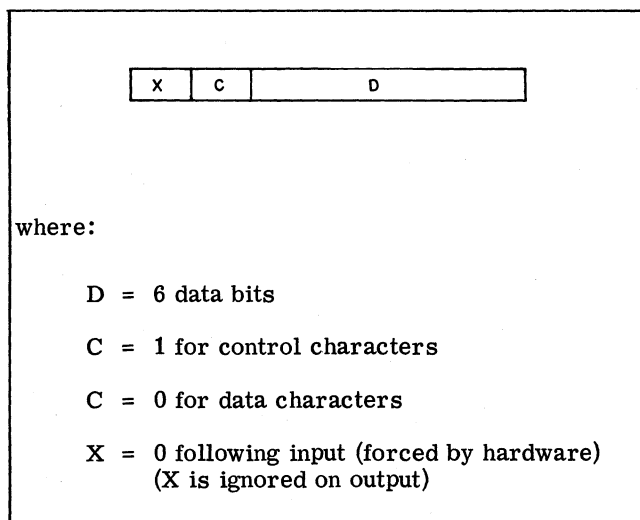 X C D
where:
D = 6 data bits
C = 1 for control characters
C = 0 for data characters
X = 0 following input (forced by hardware)
(X is ignored on output)